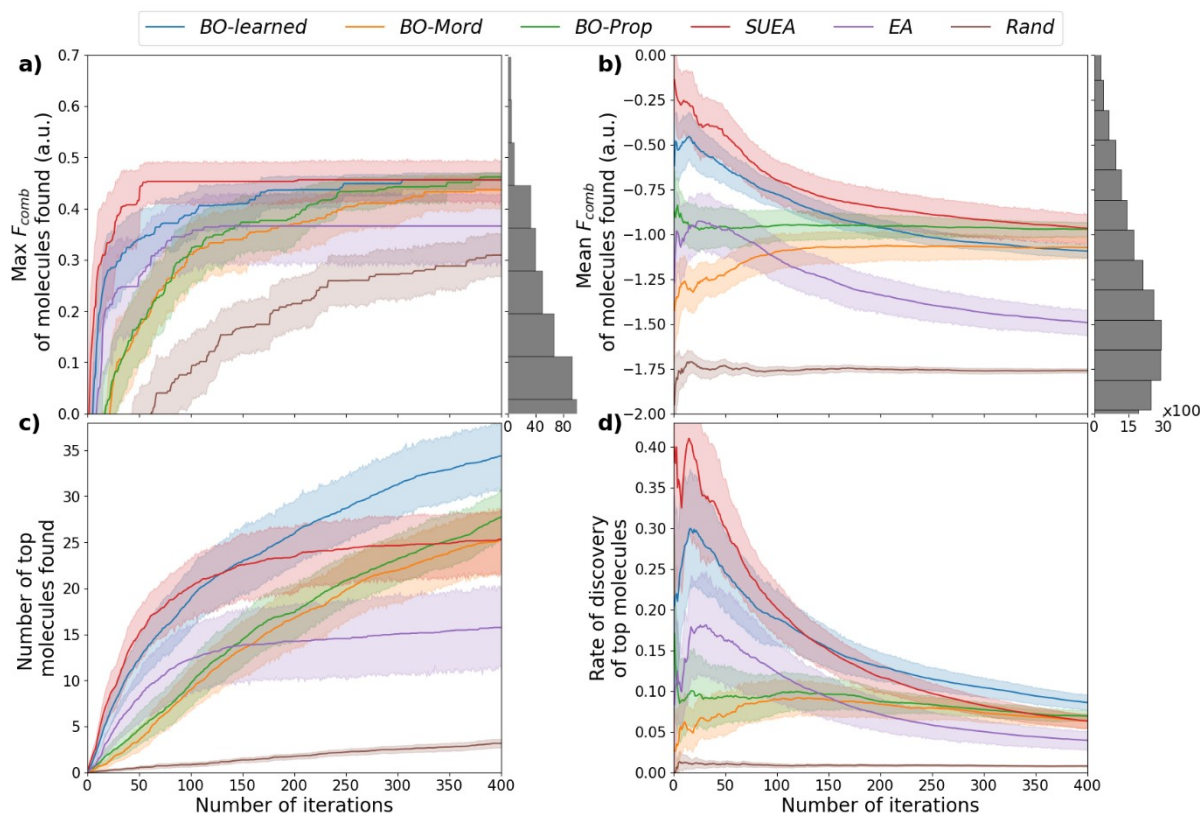 BO-learned BO-Mord BO-Prop SUEA EA Rand
a)
Max F_comb
of molecules found (a.u.)
0.7
0.6
0.5
0.4
0.3
0.2
0.1
0.0
0 40 80
b)
Mean F_comb
of molecules found (a.u.)
0.00
−0.25
−0.50
−0.75
−1.00
−1.25
−1.50
−1.75
−2.00
0 15 30
x100
c)
Number of top
molecules found
35
30
25
20
15
10
5
0
0 50 100 150 200 250 300 350 400
Number of iterations
d)
Rate of discovery
of top molecules
0.40
0.35
0.30
0.25
0.20
0.15
0.10
0.05
0.00
0 50 100 150 200 250 300 350 400
Number of iterations